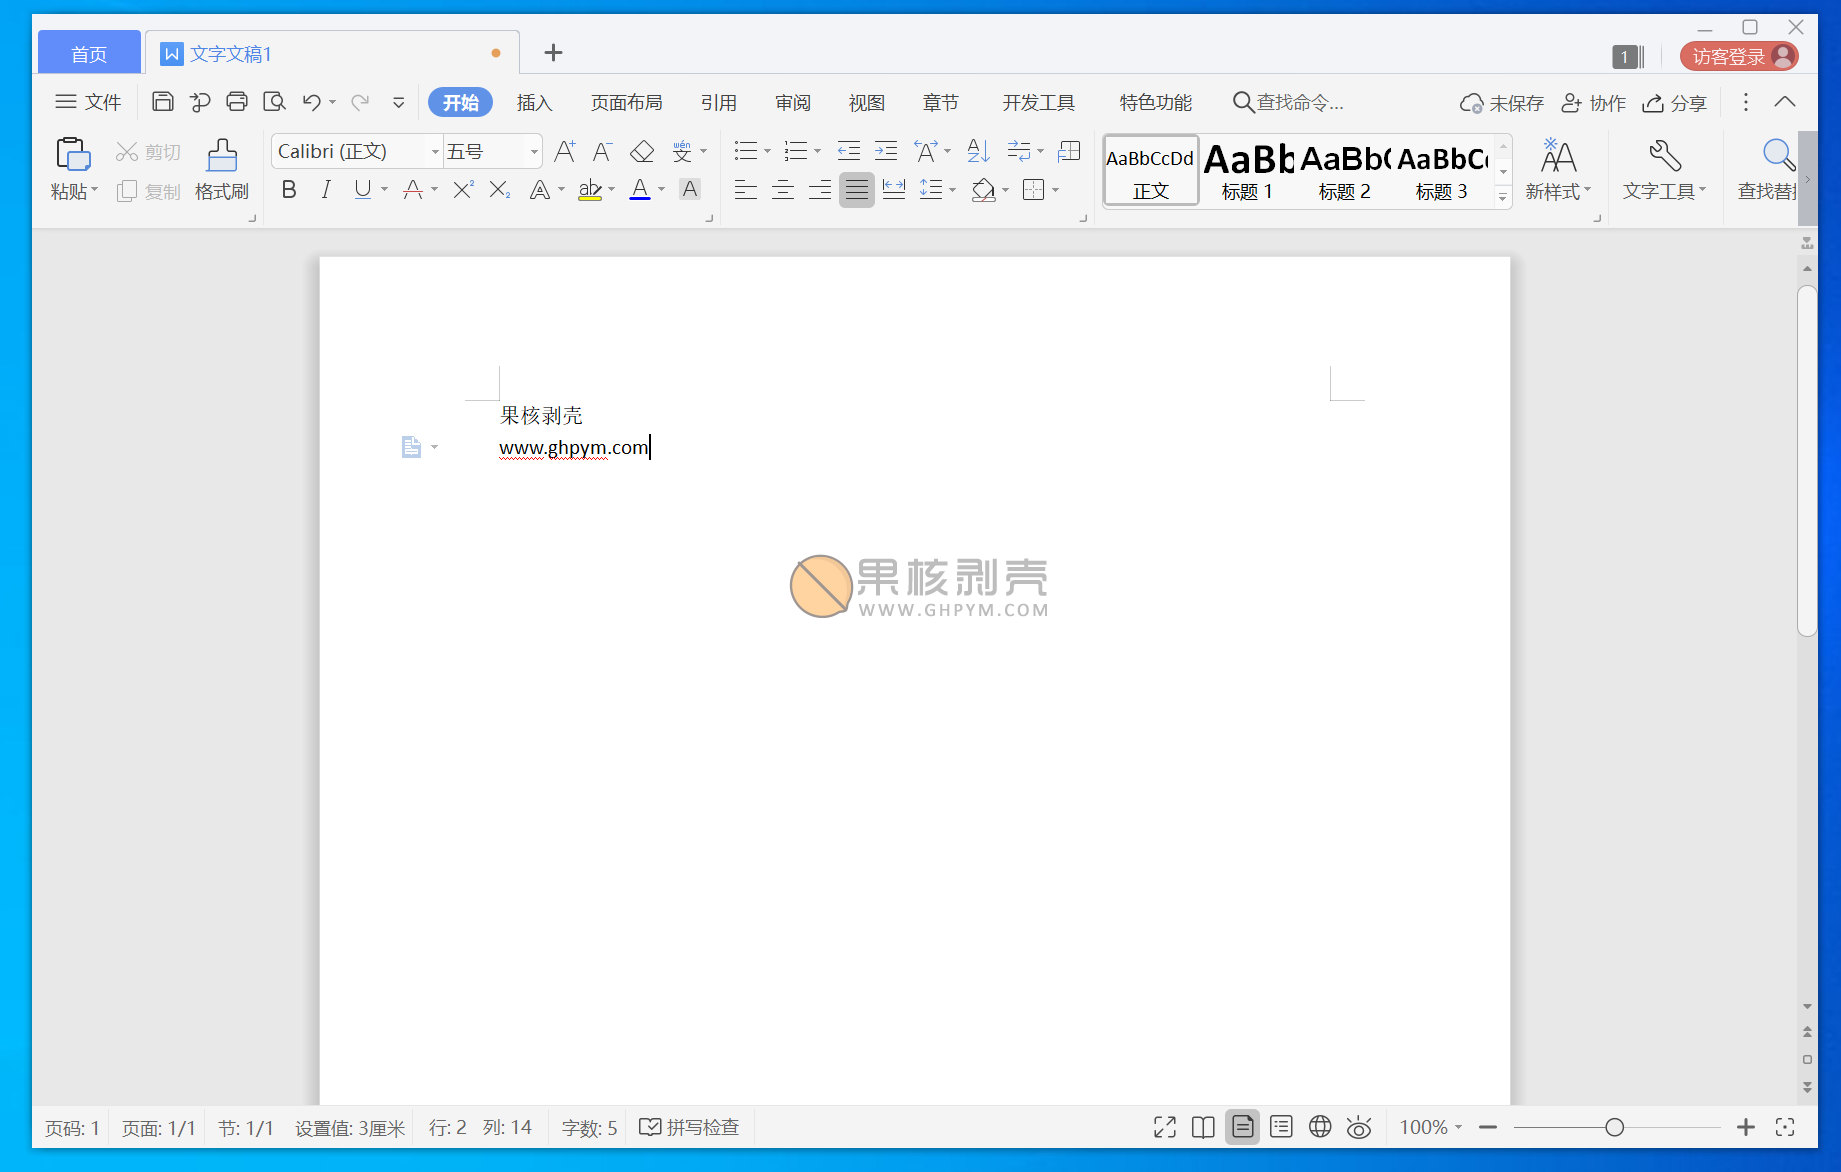 首页
文字文稿1
1
访客登录
文件
开始
插入
页面布局
引用
审阅
视图
章节
开发工具
特色功能
查找命令...
未保存
协作
分享
粘贴
剪切
复制
格式刷
Calibri (正文)
五号
AaBbCcDd
正文
AaBb
标题 1
AaBb
标题 2
AaBbC
标题 3
新样式
文字工具
查找替
果核剥壳
www.ghpym.com
果核剥壳
WWW.GHPYM.COM
页码: 1
页面: 1/1
节: 1/1
设置值: 3厘米
行: 2
列: 14
字数: 5
拼写检查
100%